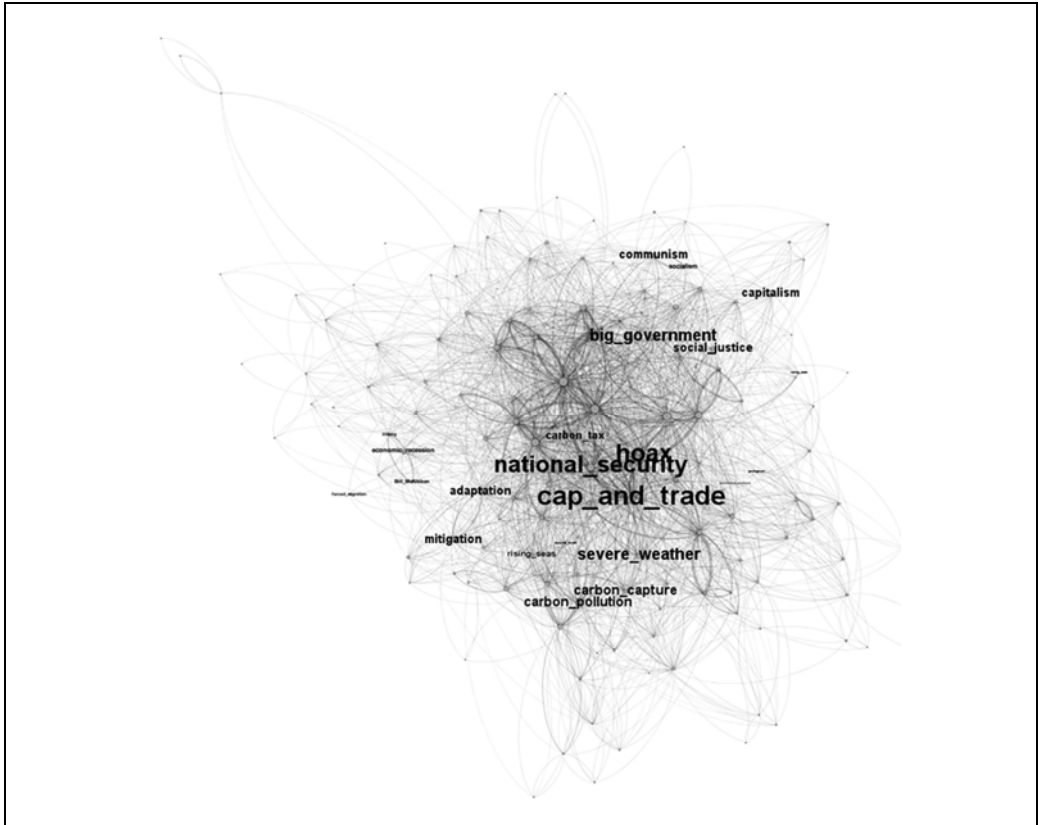 communism
socialism
capitalism
big_government
social_justice
carbon_tax
economic_recession
hoax
national_security
adaptation
cap_and_trade
mitigation
rising_seas
severe_weather
carbon_capture
carbon_pollution